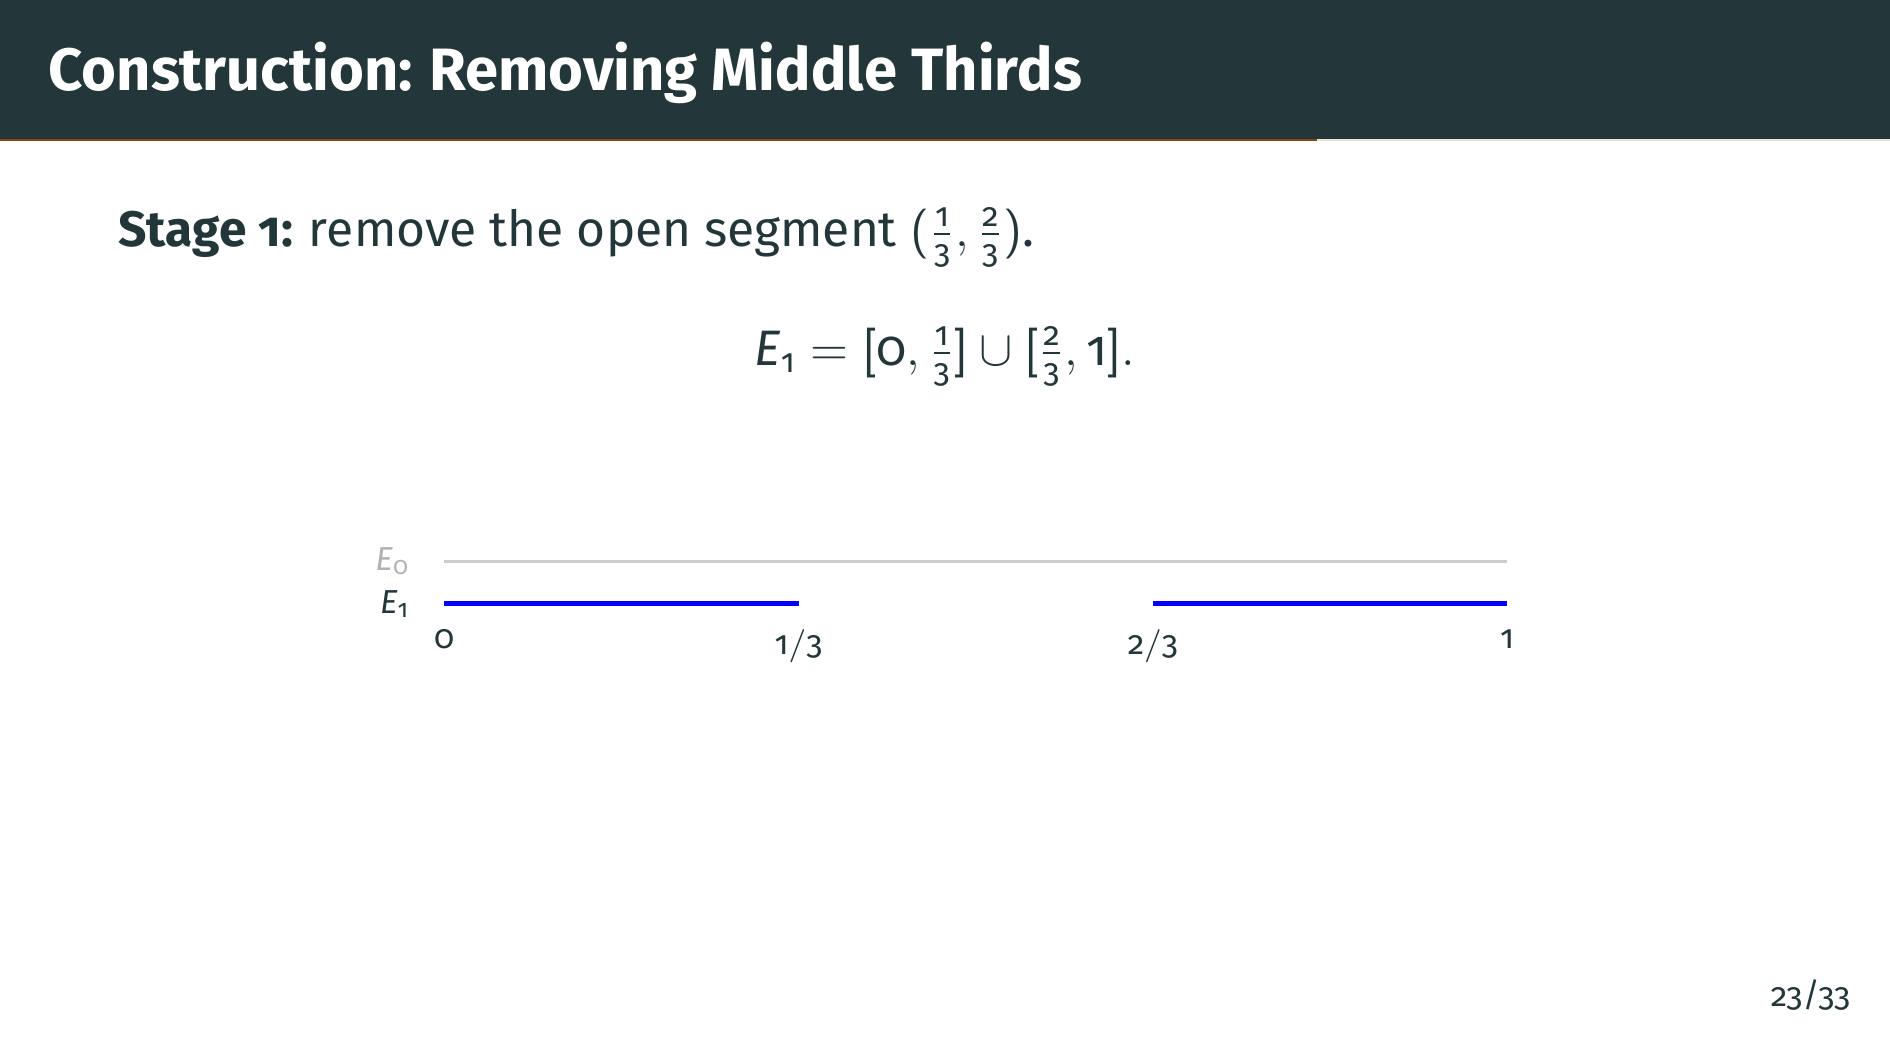 Construction: Removing Middle Thirds
Stage 1: remove the open segment (1/3, 2/3).
E₁ = [0, 1/3] ∪ [2/3, 1].
E₀
E₁
0 1/3 2/3 1
23/33